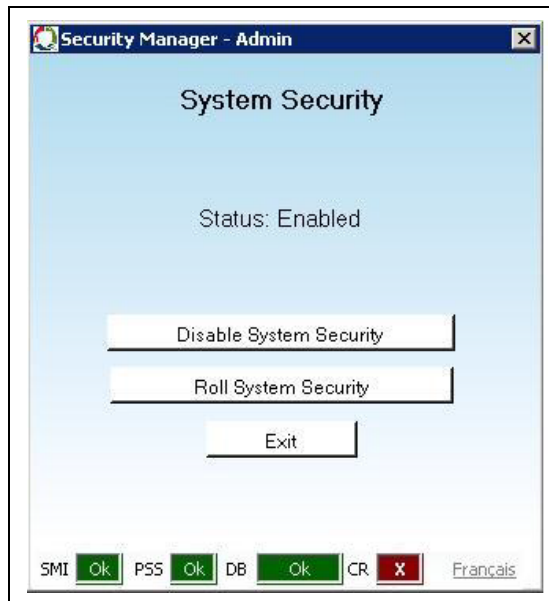 Security Manager - Admin
System Security
Status: Enabled
Disable System Security
Roll System Security
Exit
SMI Ok PSS Ok DB Ok CR X Français